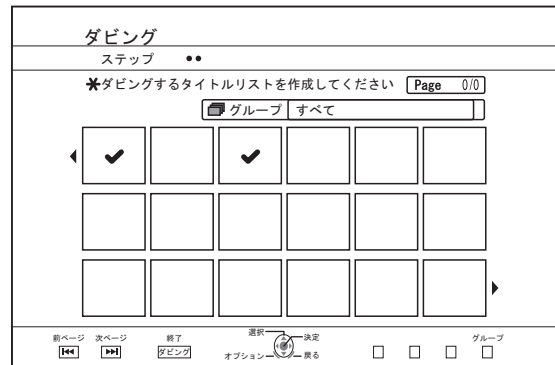 ダビング
ステップ ••
✱ダビングするタイトルリストを作成してください Page 0/0
グループ すべて
前ページ 次ページ 終了 選択 決定 グループ
ダビング オプション 戻る